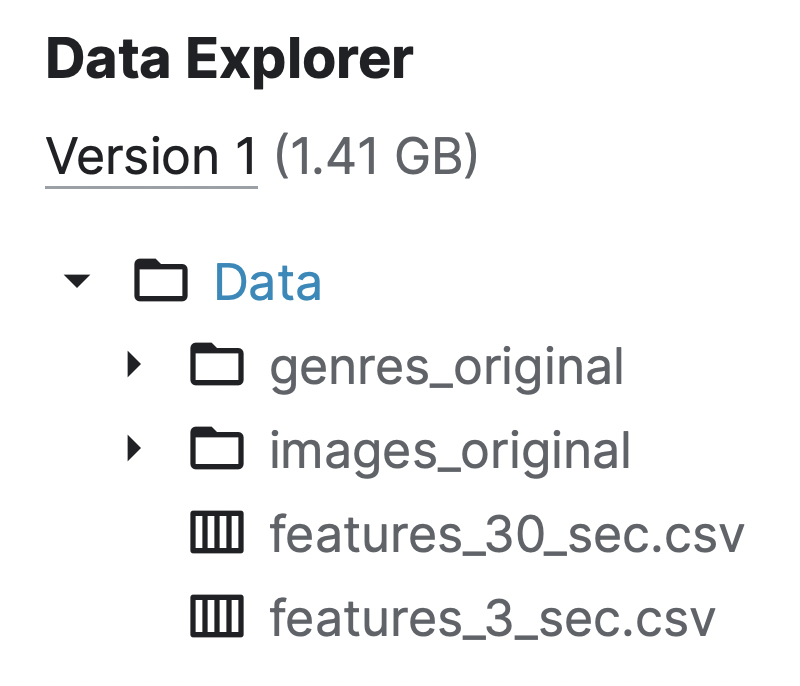 Data Explorer
Version 1 (1.41 GB)
Data
genres_original
images_original
features_30_sec.csv
features_3_sec.csv